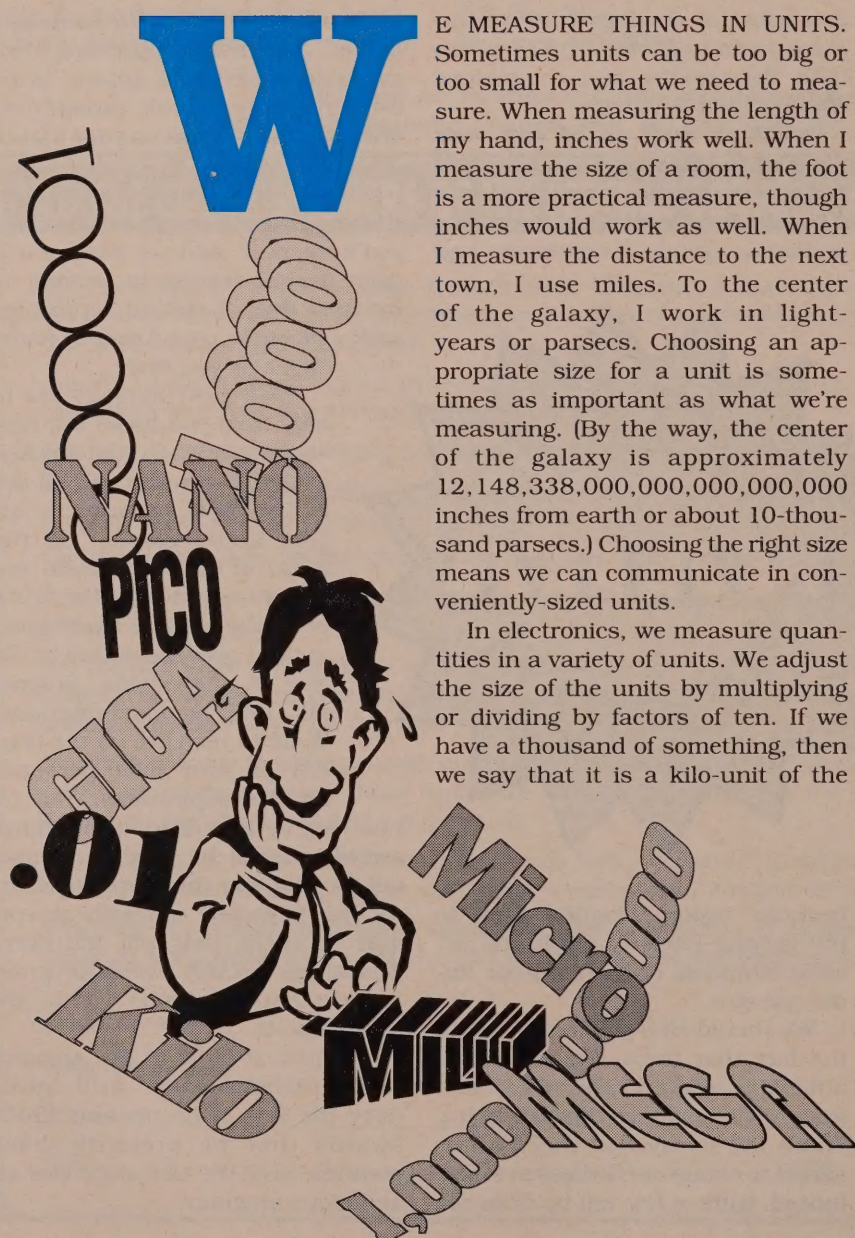 WE MEASURE THINGS IN UNITS.
Sometimes units can be too big or
too small for what we need to mea-
sure. When measuring the length of
my hand, inches work well. When I
measure the size of a room, the foot
is a more practical measure, though
inches would work as well. When
I measure the distance to the next
town, I use miles. To the center
of the galaxy, I work in light-
years or parsecs. Choosing an ap-
propriate size for a unit is some-
times as important as what we're
measuring. (By the way, the center
of the galaxy is approximately
12,148,338,000,000,000,000,000
inches from earth or about 10-thou-
sand parsecs.) Choosing the right size
means we can communicate in con-
veniently-sized units.
In electronics, we measure quan-
tities in a variety of units. We adjust
the size of the units by multiplying
or dividing by factors of ten. If we
have a thousand of something, then
we say that it is a kilo-unit of the
100000
NANO
PICO
GIGA
.01
Kilo
Micro
MILLI
MEGA
1,000